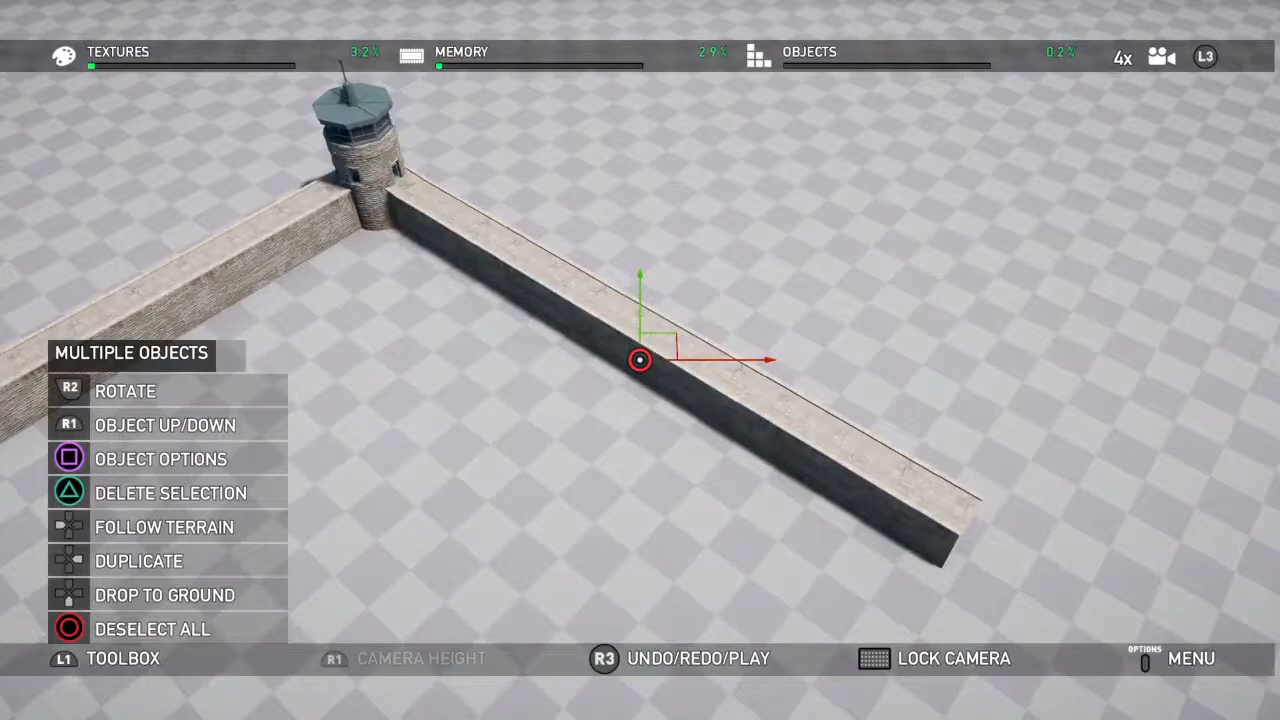 TEXTURES 3.2% MEMORY 2.9% OBJECTS 0.2% 4x L3
MULTIPLE OBJECTS
R2 ROTATE
R1 OBJECT UP/DOWN
OBJECT OPTIONS
DELETE SELECTION
FOLLOW TERRAIN
DUPLICATE
DROP TO GROUND
DESELECT ALL
L1 TOOLBOX R1 CAMERA HEIGHT R3 UNDO/REDO/PLAY LOCK CAMERA OPTIONS MENU